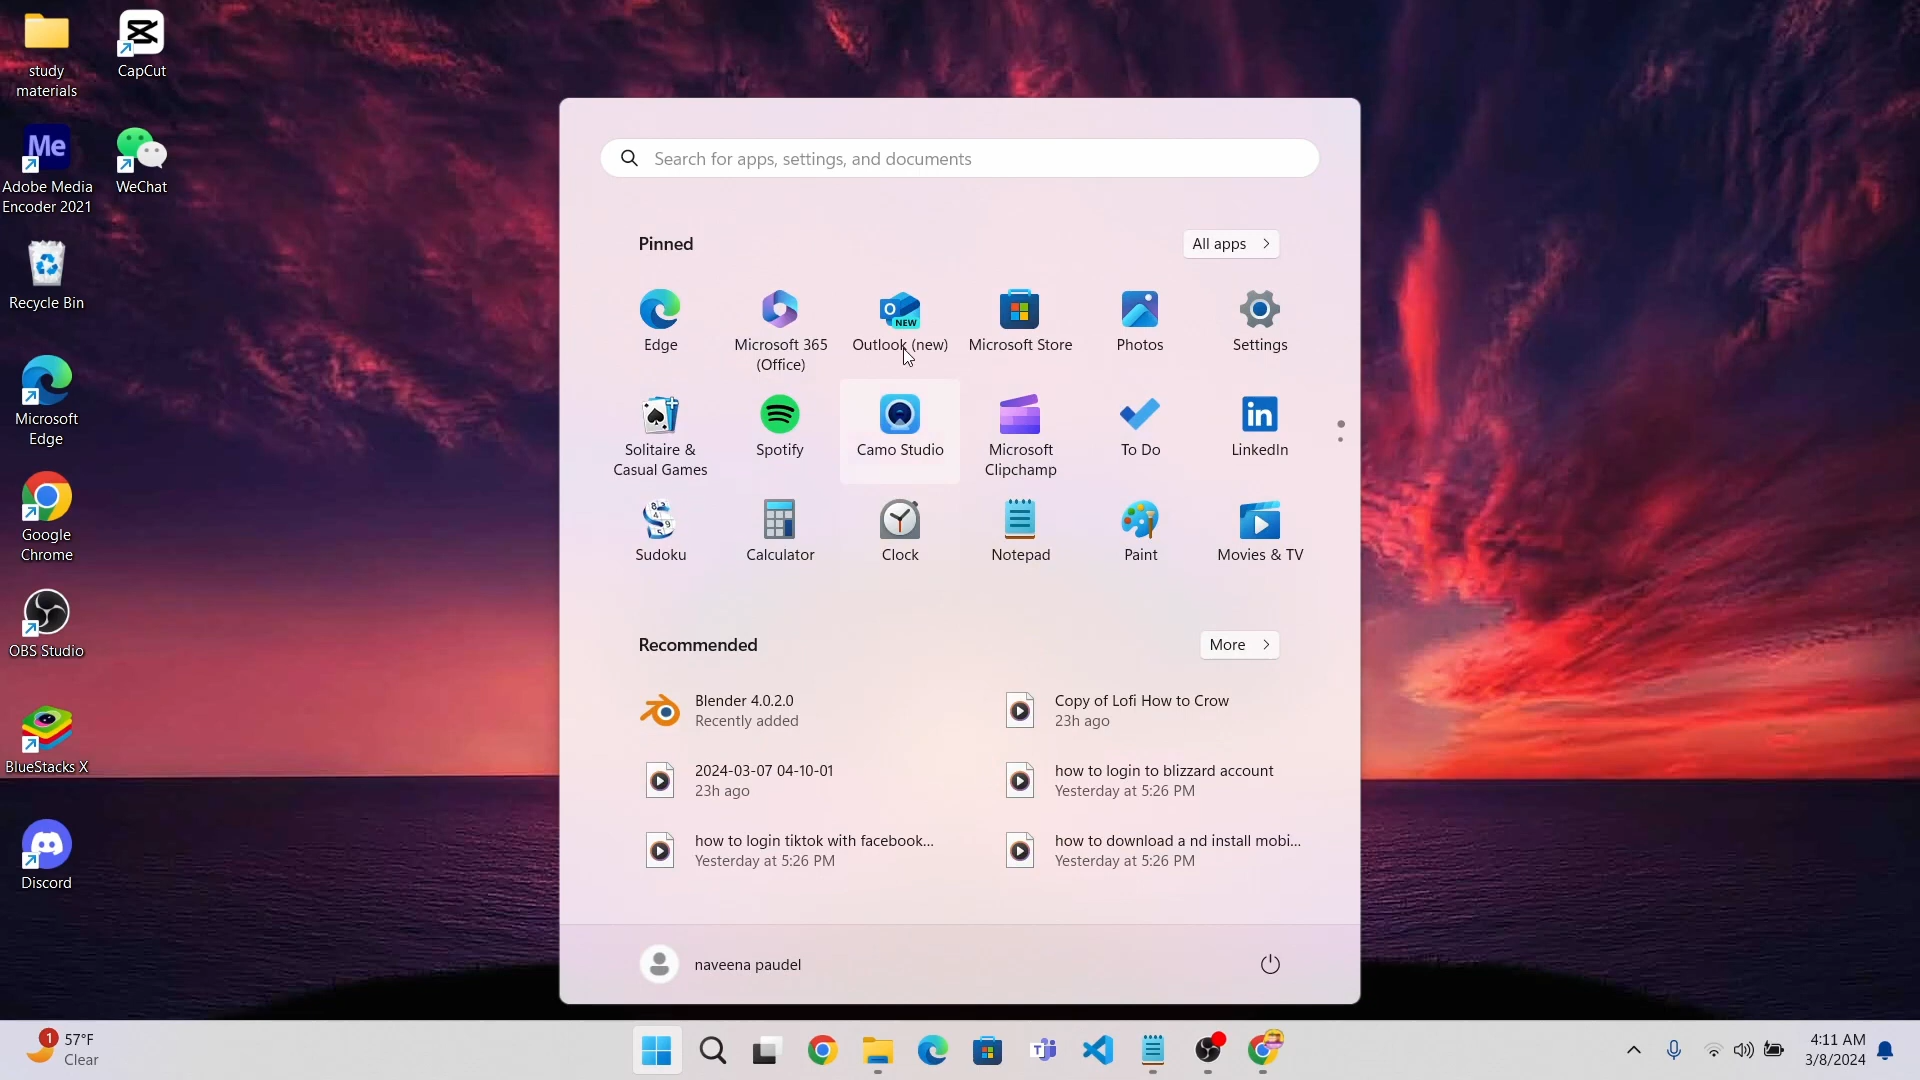 study
materials
CapCut
Me
Adobe Media
Encoder 2021
WeChat
Recycle Bin
Microsoft
Edge
Google
Chrome
OBS Studio
BlueStacks X
Discord
Search for apps, settings, and documents
Pinned
All apps
O
NEW
Edge
Microsoft 365
(Office)
Outlook (new)
Microsoft Store
Photos
Settings
in
Solitaire &
Casual Games
Spotify
Camo Studio
Microsoft
Clipchamp
To Do
LinkedIn
Sudoku
Calculator
Clock
Notepad
Paint
Movies & TV
Recommended
More
Blender 4.0.2.0
Recently added
Copy of Lofi How to Crow
23h ago
2024-03-07 04-10-01
23h ago
how to login to blizzard account
Yesterday at 5:26 PM
how to login tiktok with facebook...
Yesterday at 5:26 PM
how to download a nd install mobi...
Yesterday at 5:26 PM
naveena paudel
1
57°F
Clear
T
4:11 AM
3/8/2024